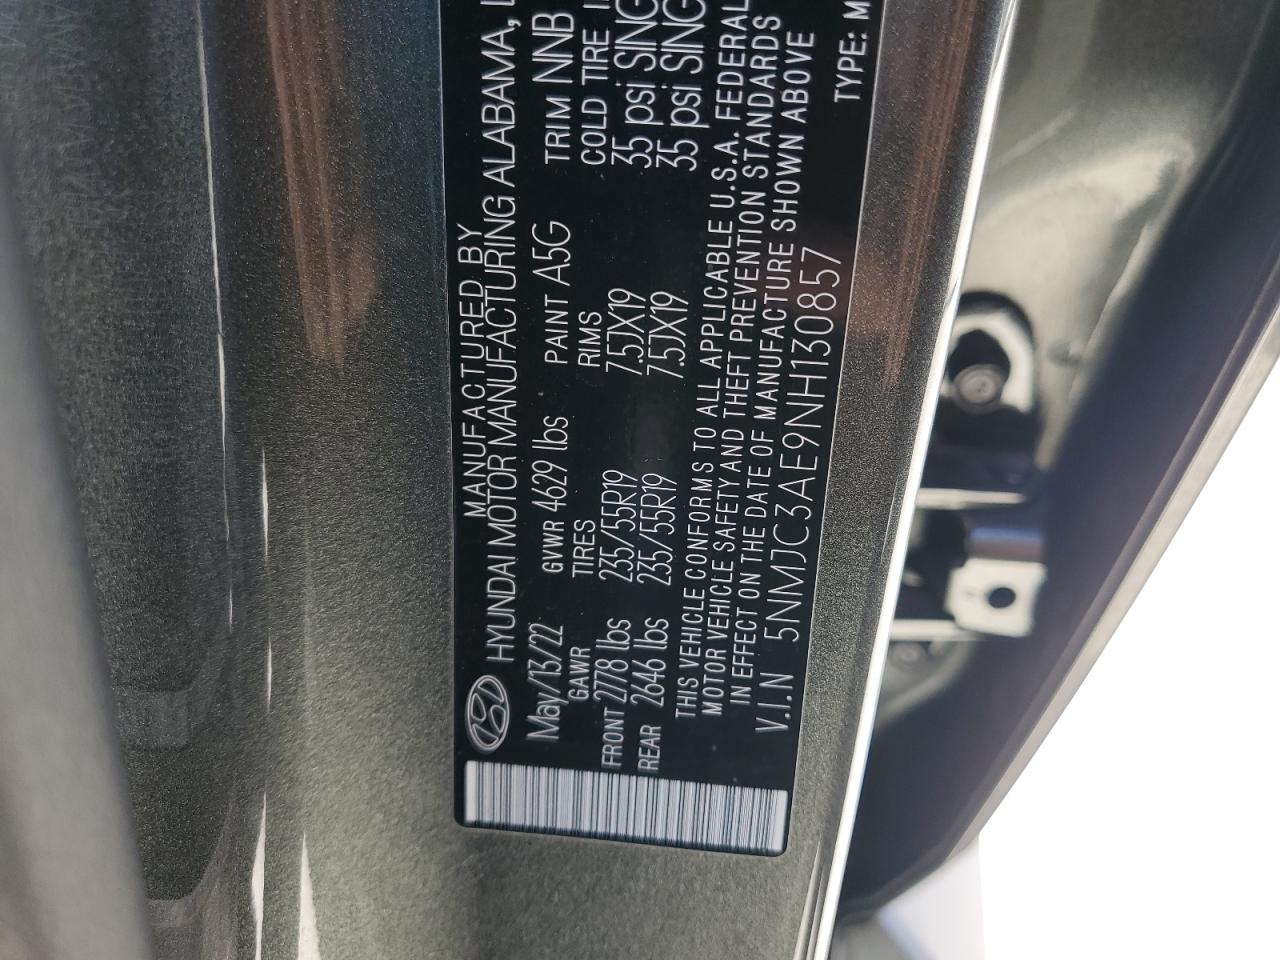 MANUFACTURED BY
HYUNDAI MOTOR MANUFACTURING ALABAMA,
May/13/22 GVWR 4629 lbs PAINT A5G TRIM NNB
GAWR TIRES RIMS COLD TIRE
FRONT 2778 lbs 235/55R19 7.5JX19 35 psi SING
REAR 2646 lbs 235/55R19 7.5JX19 35 psi SING
THIS VEHICLE CONFORMS TO ALL APPLICABLE U.S.A. FEDERAL
MOTOR VEHICLE SAFETY AND THEFT PREVENTION STANDARDS
IN EFFECT ON THE DATE OF MANUFACTURE SHOWN ABOVE
V.I.N 5NMJC3AE9NH130857 TYPE: M